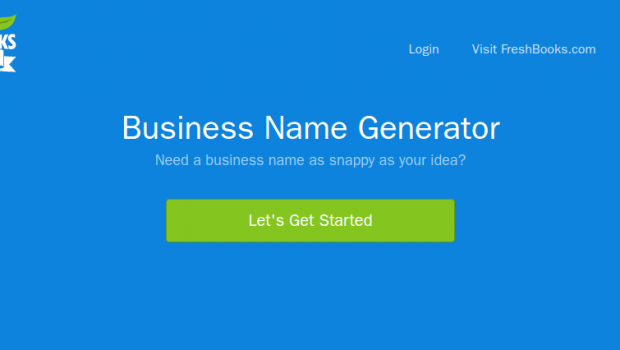 KS
Login
Visit FreshBooks.com
Business Name Generator
Need a business name as snappy as your idea?
Let's Get Started